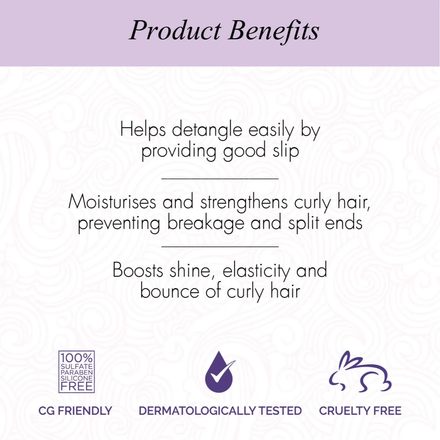 Product Benefits
Helps detangle easily by
providing good slip
Moisturises and strengthens curly hair,
preventing breakage and split ends
Boosts shine, elasticity and
bounce of curly hair
100%
SULFATE
PARABEN
SILICONE
FREE
CG FRIENDLY
DERMATOLOGICALLY TESTED
CRUELTY FREE